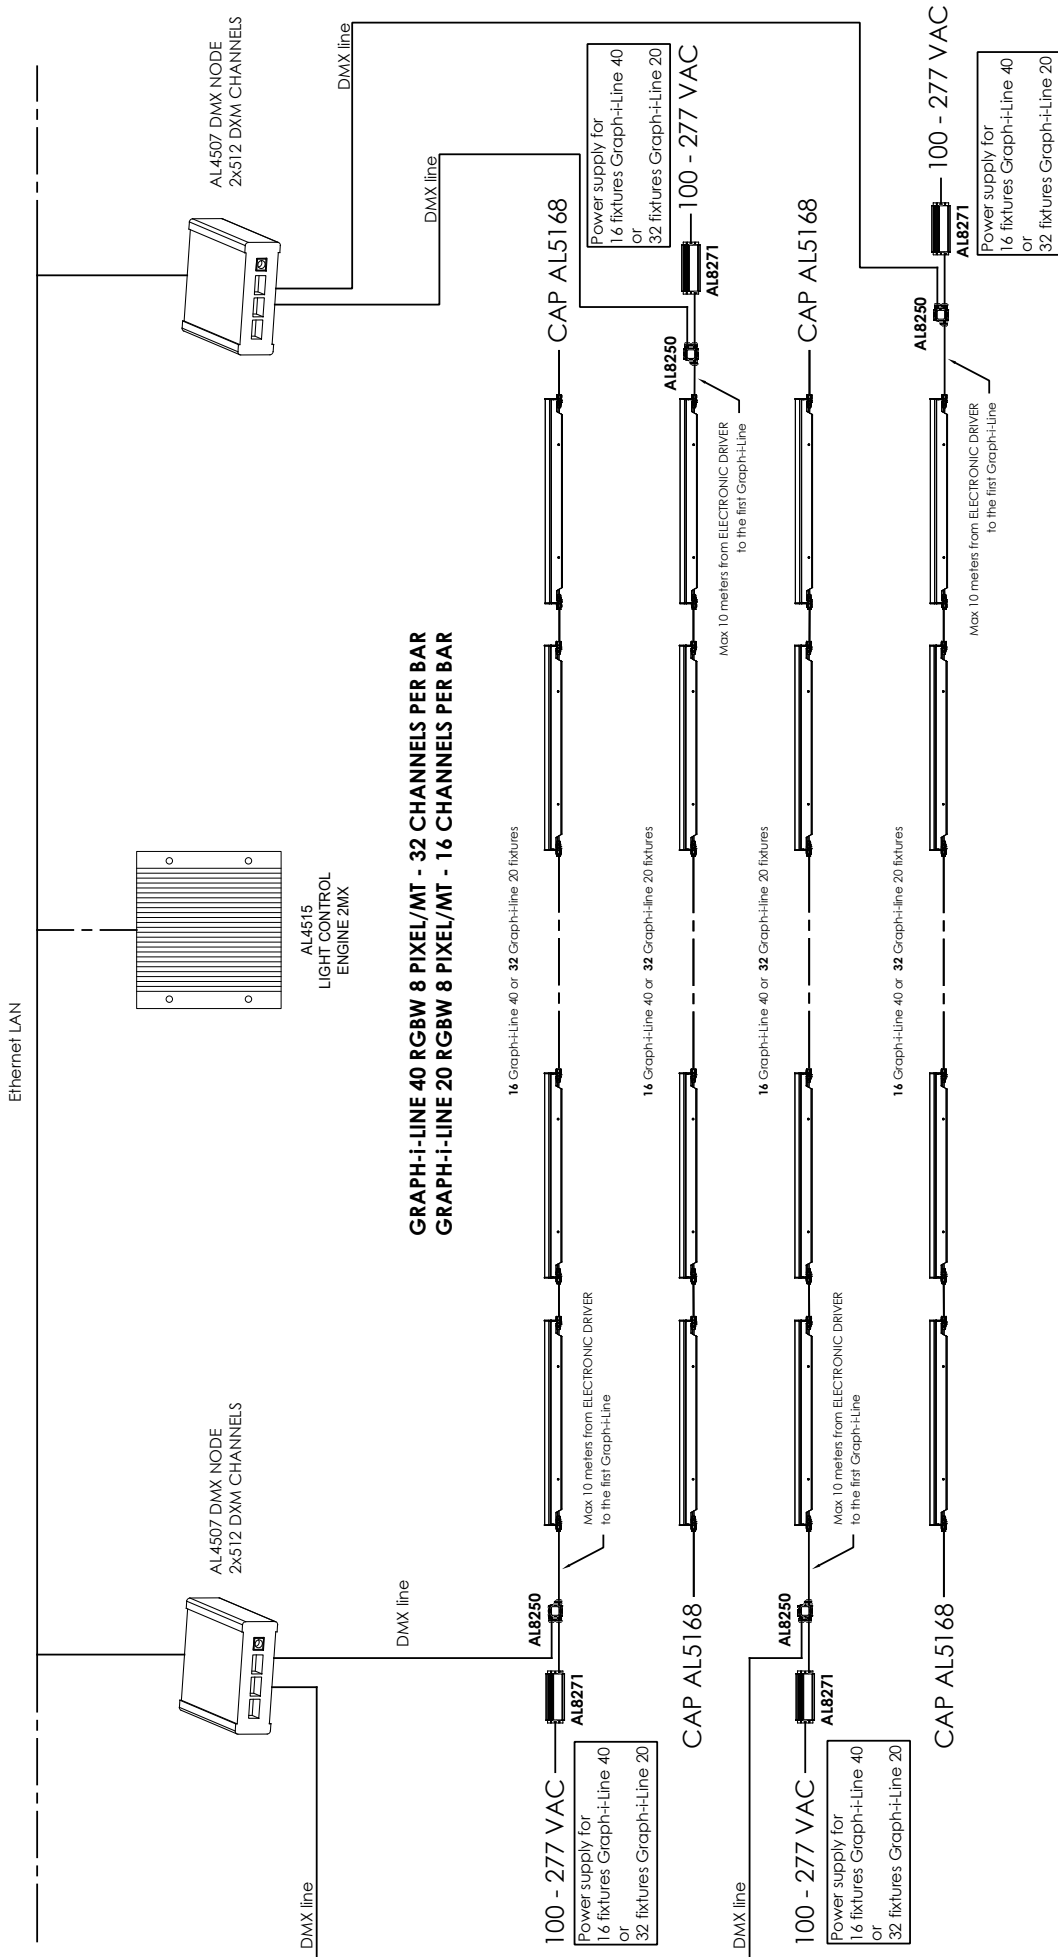 Ethernet LAN
AL4507 DMX NODE
2x512 DXM CHANNELS
AL4515
LIGHT CONTROL
ENGINE 2MX
AL4507 DMX NODE
2x512 DXM CHANNELS
DMX line
DMX line
DMX line
DMX line
GRAPH-i-LINE 40 RGBW 8 PIXEL/MT - 32 CHANNELS PER BAR
GRAPH-i-LINE 20 RGBW 8 PIXEL/MT - 16 CHANNELS PER BAR
100 - 277 VAC
AL8271
AL8250
Power supply for
16 fixtures Graph-i-Line 40
or
32 fixtures Graph-i-Line 20
Max 10 meters from ELECTRONIC DRIVER
to the first Graph-i-Line
16 Graph-i-Line 40 or 32 Graph-i-line 20 fixtures
CAP AL5168
CAP AL5168
16 Graph-i-Line 40 or 32 Graph-i-line 20 fixtures
Max 10 meters from ELECTRONIC DRIVER
to the first Graph-i-Line
AL8250
AL8271
100 - 277 VAC
Power supply for
16 fixtures Graph-i-Line 40
or
32 fixtures Graph-i-Line 20
DMX line
100 - 277 VAC
AL8271
AL8250
Power supply for
16 fixtures Graph-i-Line 40
or
32 fixtures Graph-i-Line 20
Max 10 meters from ELECTRONIC DRIVER
to the first Graph-i-Line
16 Graph-i-Line 40 or 32 Graph-i-line 20 fixtures
CAP AL5168
CAP AL5168
16 Graph-i-Line 40 or 32 Graph-i-line 20 fixtures
Max 10 meters from ELECTRONIC DRIVER
to the first Graph-i-Line
AL8250
AL8271
100 - 277 VAC
Power supply for
16 fixtures Graph-i-Line 40
or
32 fixtures Graph-i-Line 20